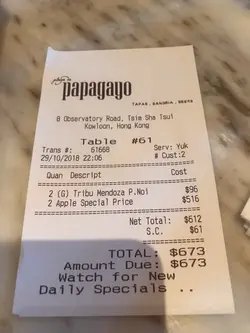 papagayo
TAPAS, SANGRIA, RESTO
8 Observatory Road, Tsim Sha Tsui
Kowloon, Hong Kong
Table #61
Trans #: 61668 Serv: Yuk
29/10/2018 22:06 # Cust:2
Quan Descript Cost
2 (G) Tribu Mendoza P.Noi $96
2 Apple Special Price $516
Net Total: $612
S.C. $61
TOTAL: $673
Amount Due: $673
Watch for New
Daily Specials ..